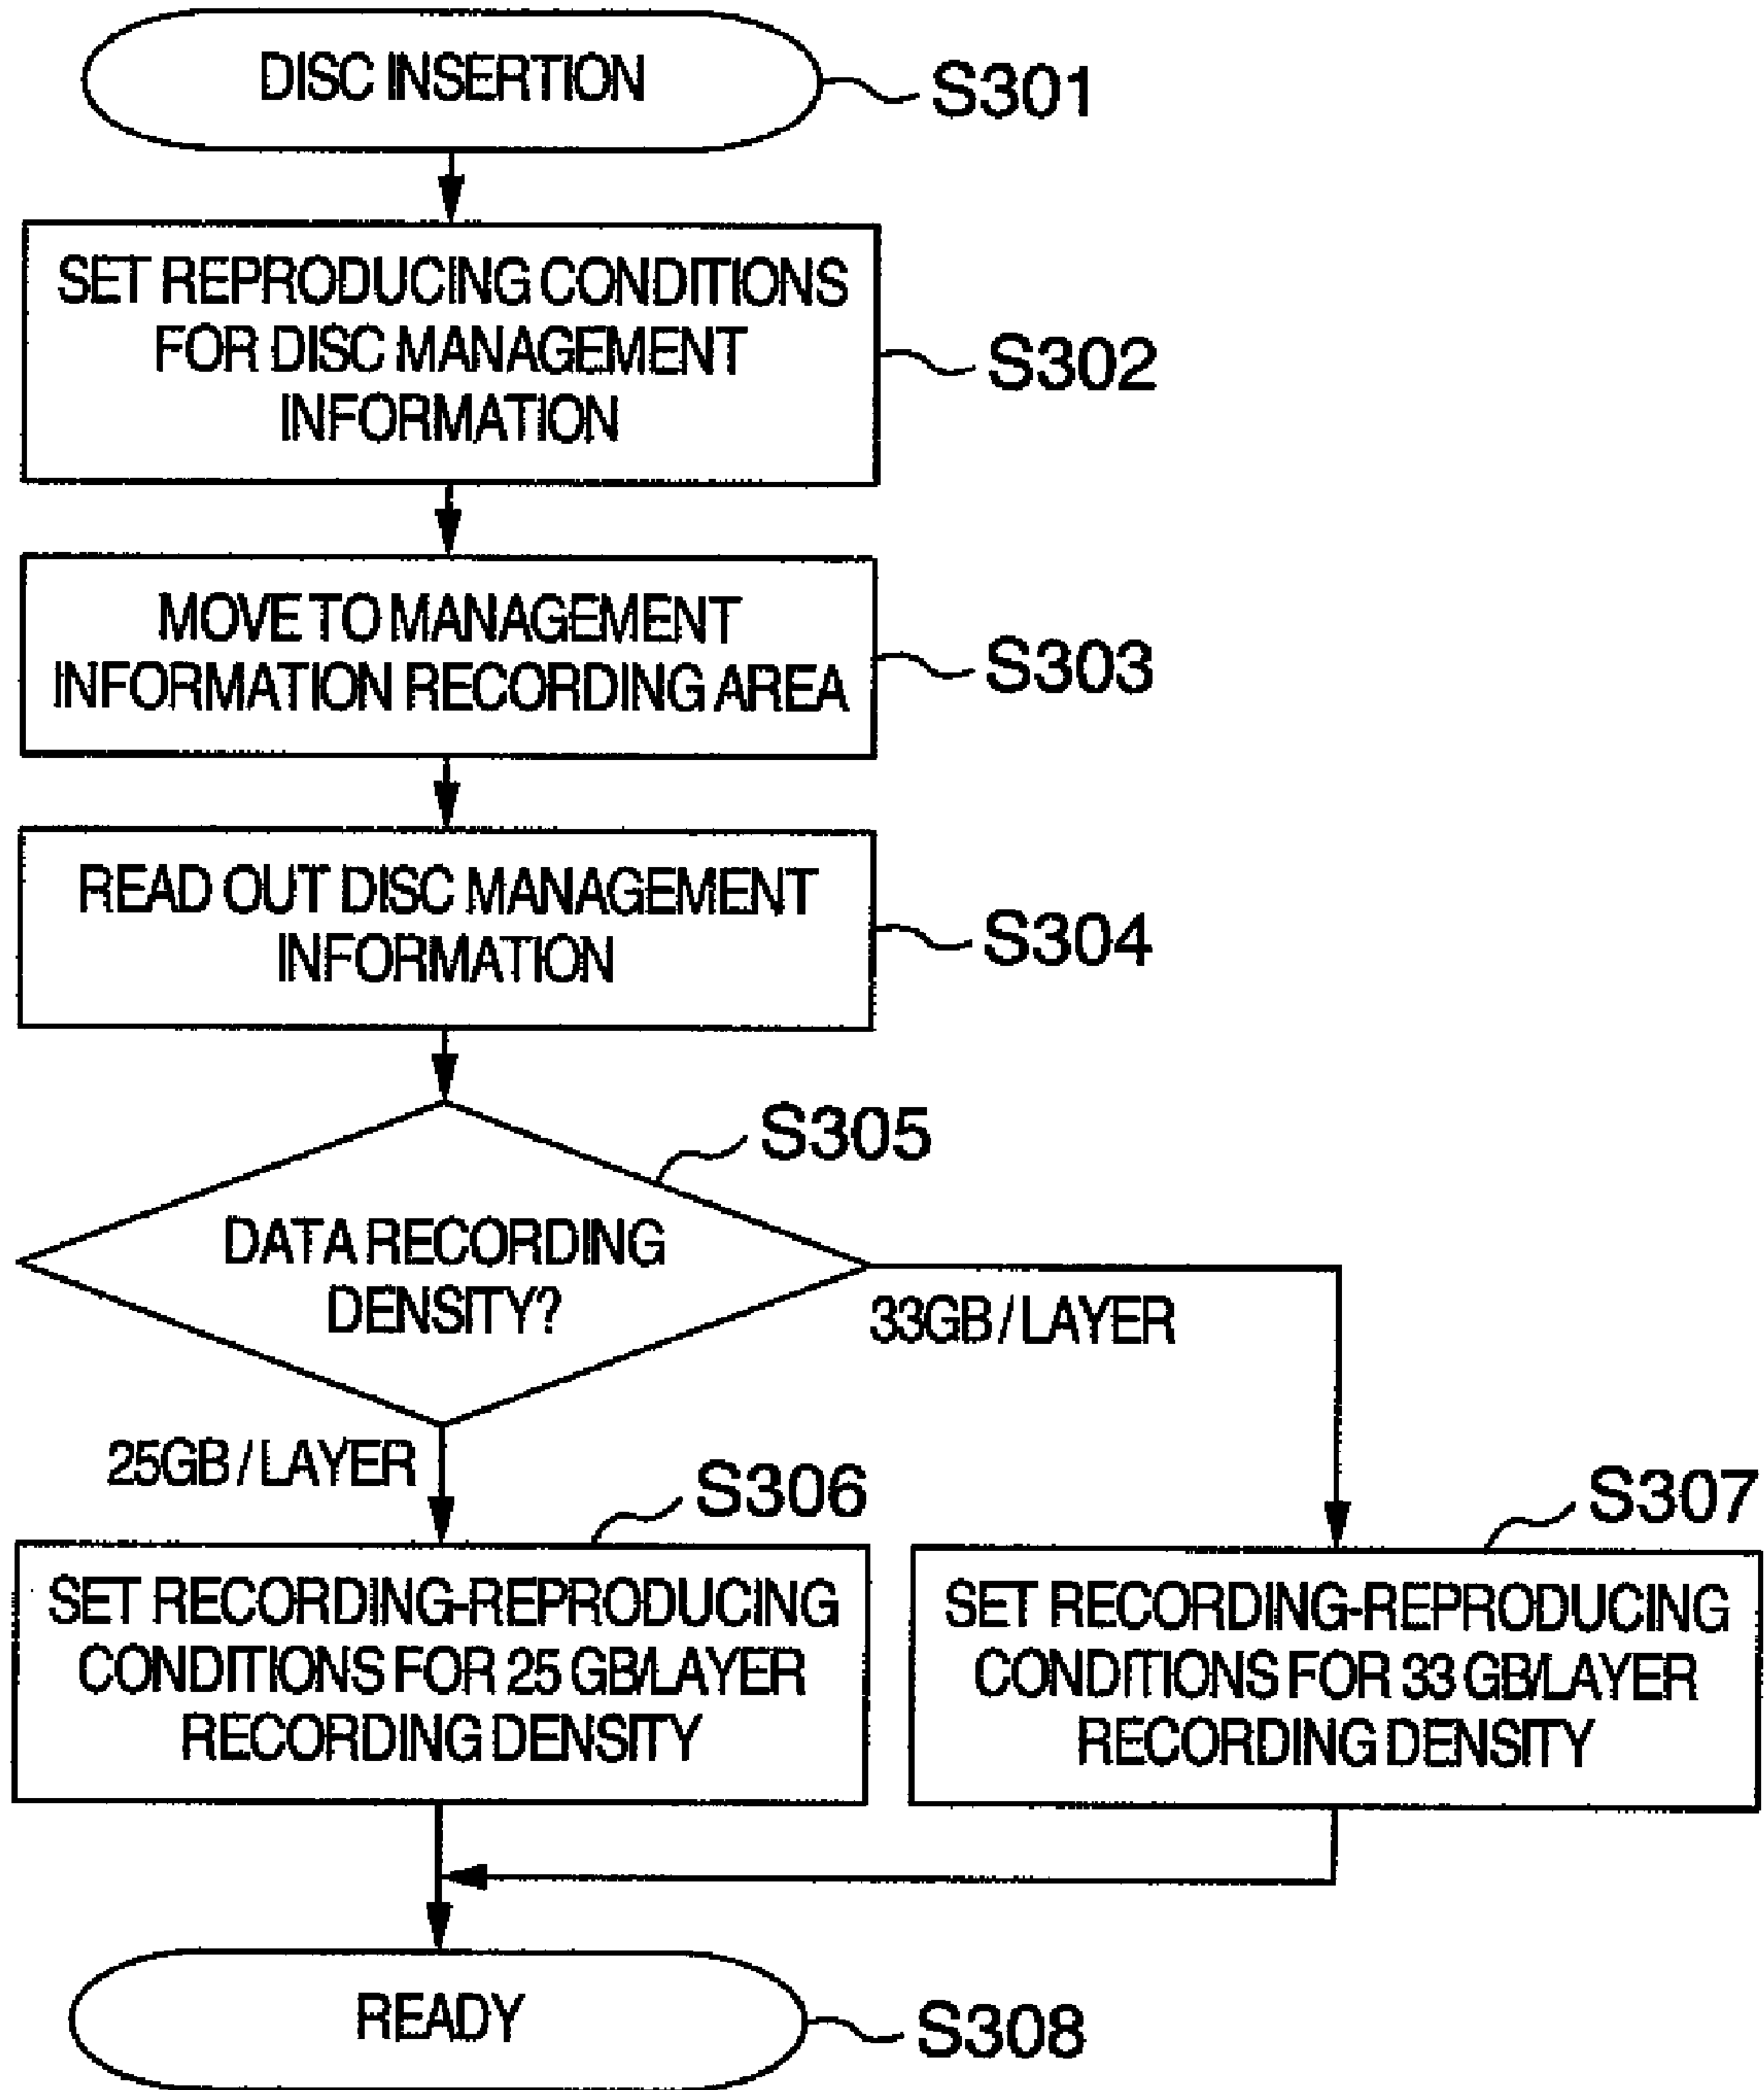 DISC INSERTION
S301
SET REPRODUCING CONDITIONS
FOR DISC MANAGEMENT
INFORMATION
S302
MOVE TO MANAGEMENT
INFORMATION RECORDING AREA
S303
READ OUT DISC MANAGEMENT
INFORMATION
S304
S305
DATA RECORDING
DENSITY?
33GB / LAYER
25GB / LAYER
S306
SET RECORDING-REPRODUCING
CONDITIONS FOR 25 GB/LAYER
RECORDING DENSITY
S307
SET RECORDING-REPRODUCING
CONDITIONS FOR 33 GB/LAYER
RECORDING DENSITY
READY
S308